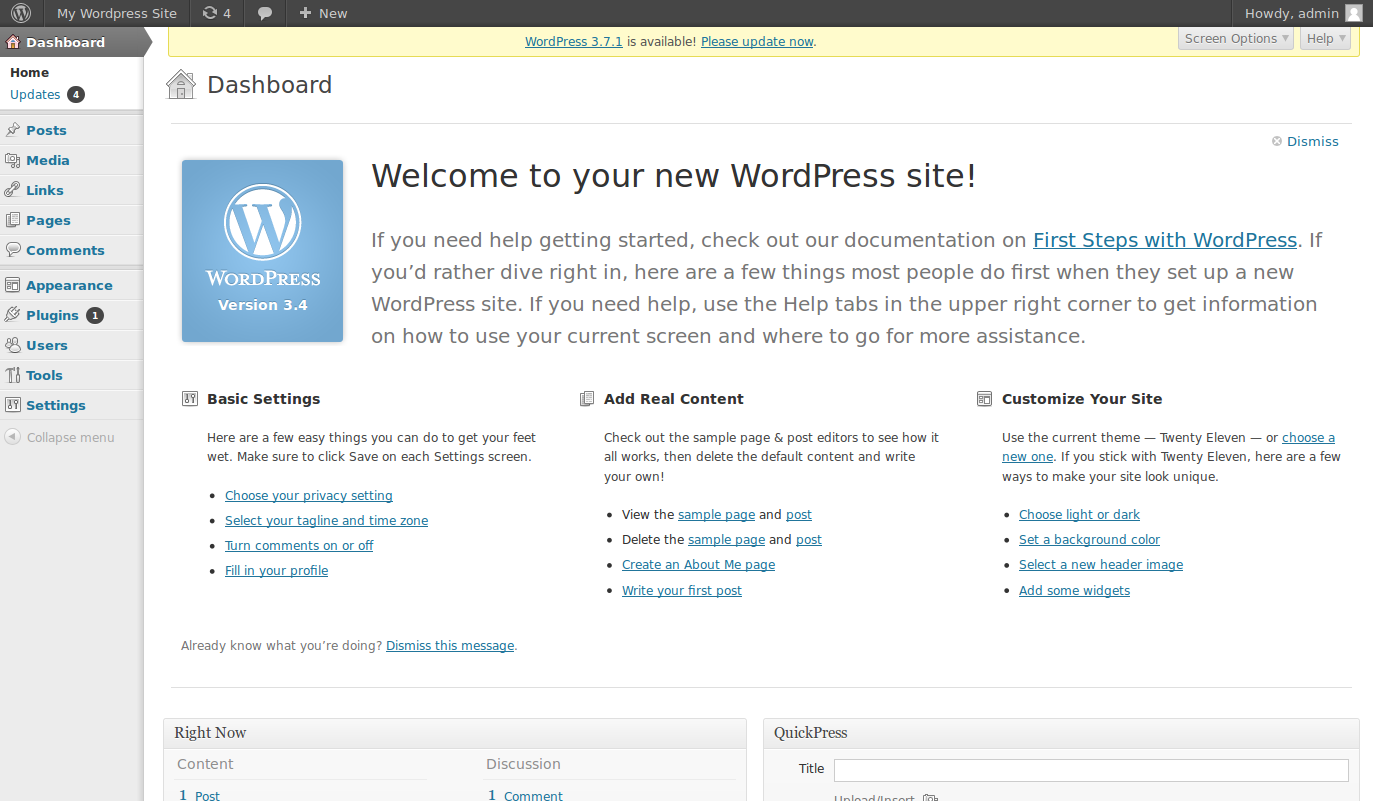 My Wordpress Site 4 New Howdy, admin
Dashboard
Home
Updates 4
Posts
Media
Links
Pages
Comments
Appearance
Plugins 1
Users
Tools
Settings
Collapse menu
WordPress 3.7.1 is available! Please update now.
Screen Options Help
Dashboard
Dismiss
WORDPRESS
Version 3.4
Welcome to your new WordPress site!
If you need help getting started, check out our documentation on First Steps with WordPress. If
you’d rather dive right in, here are a few things most people do first when they set up a new
WordPress site. If you need help, use the Help tabs in the upper right corner to get information
on how to use your current screen and where to go for more assistance.
Basic Settings
Here are a few easy things you can do to get your feet
wet. Make sure to click Save on each Settings screen.
• Choose your privacy setting
• Select your tagline and time zone
• Turn comments on or off
• Fill in your profile
Add Real Content
Check out the sample page & post editors to see how it
all works, then delete the default content and write
your own!
• View the sample page and post
• Delete the sample page and post
• Create an About Me page
• Write your first post
Customize Your Site
Use the current theme — Twenty Eleven — or choose a
new one. If you stick with Twenty Eleven, here are a few
ways to make your site look unique.
• Choose light or dark
• Set a background color
• Select a new header image
• Add some widgets
Already know what you’re doing? Dismiss this message.
Right Now
Content
1 Post
Discussion
1 Comment
QuickPress
Title
Upload/Insert